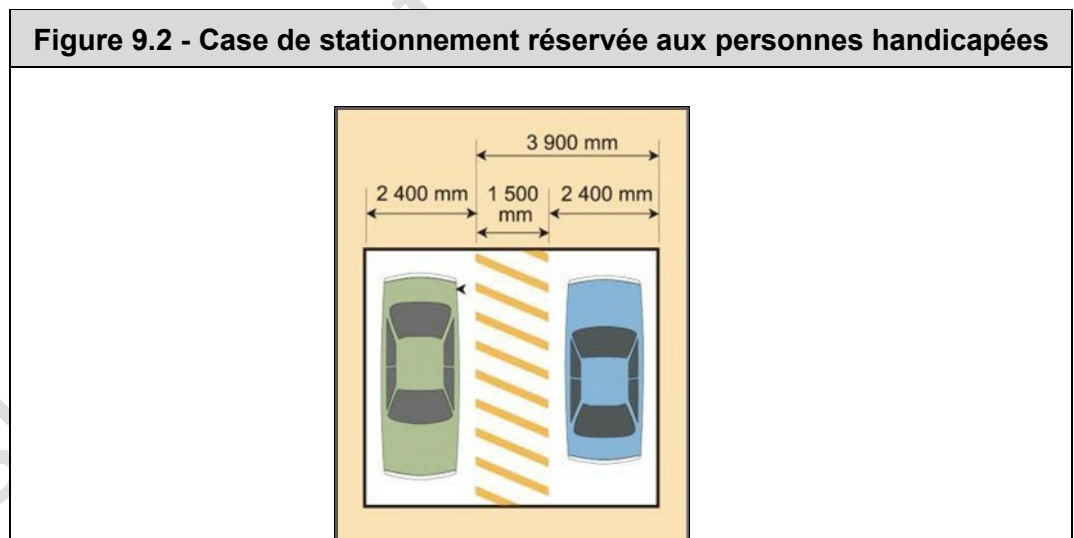 Figure 9.2 - Case de stationnement réservée aux personnes handicapées
3 900 mm
2 400 mm
1 500
mm
2 400 mm